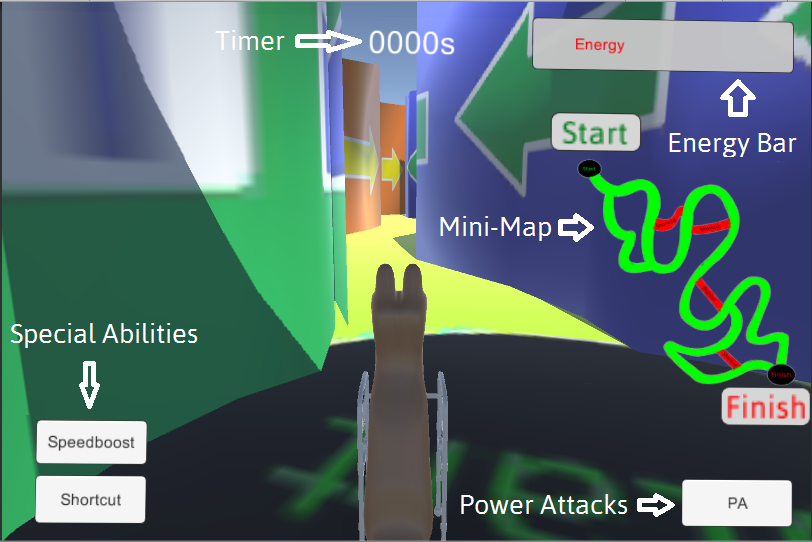 Timer
0000s
Energy
Energy Bar
Start
Start
Mini-Map
Finish
Finish
Special Abilities
Speedboost
Shortcut
Power Attacks
PA